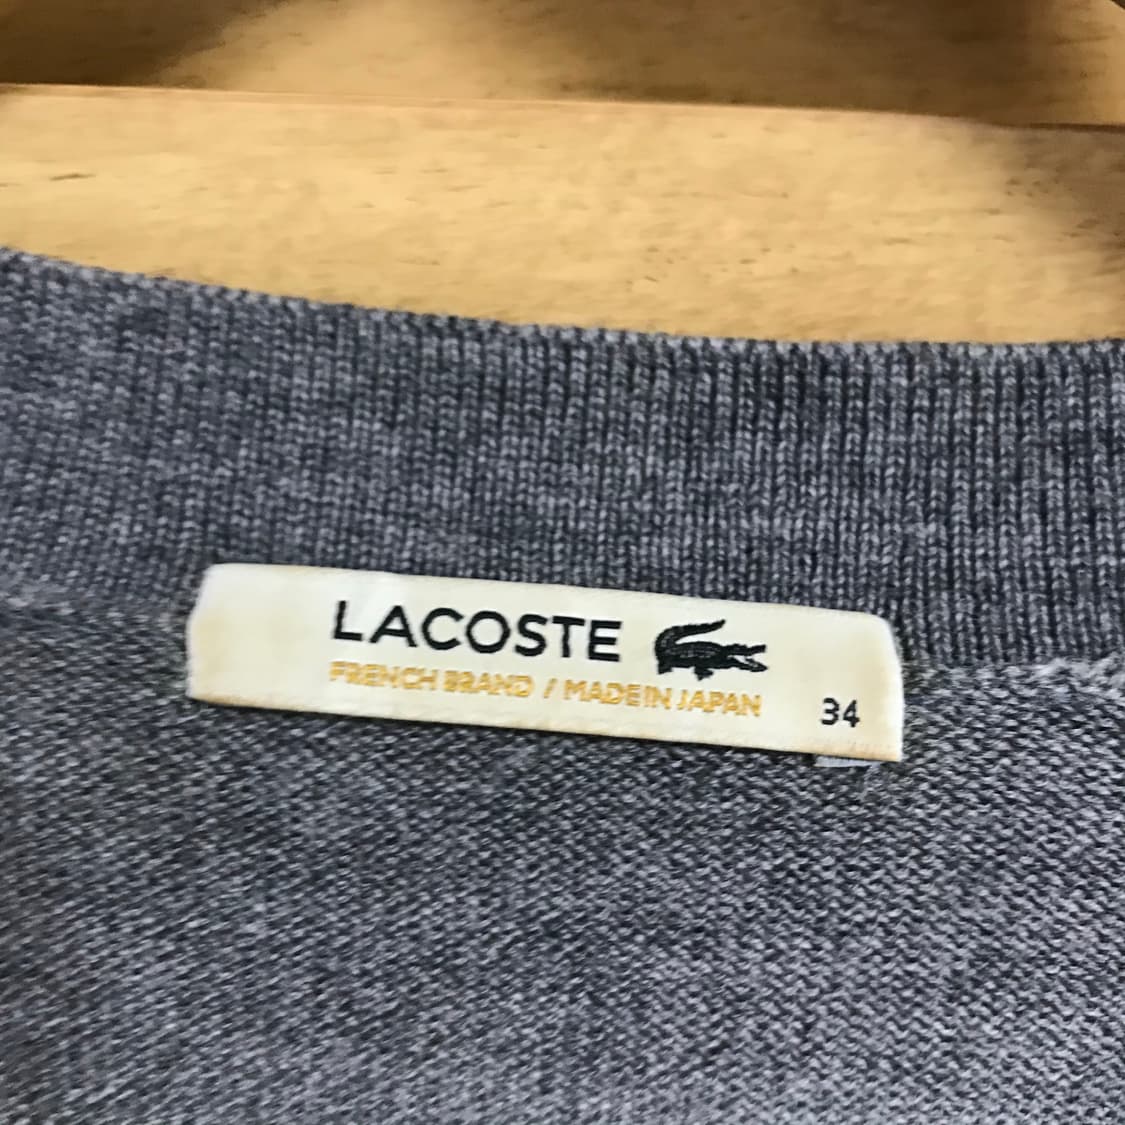 LACOSTE
FRENCH BRAND / MADE IN JAPAN
34